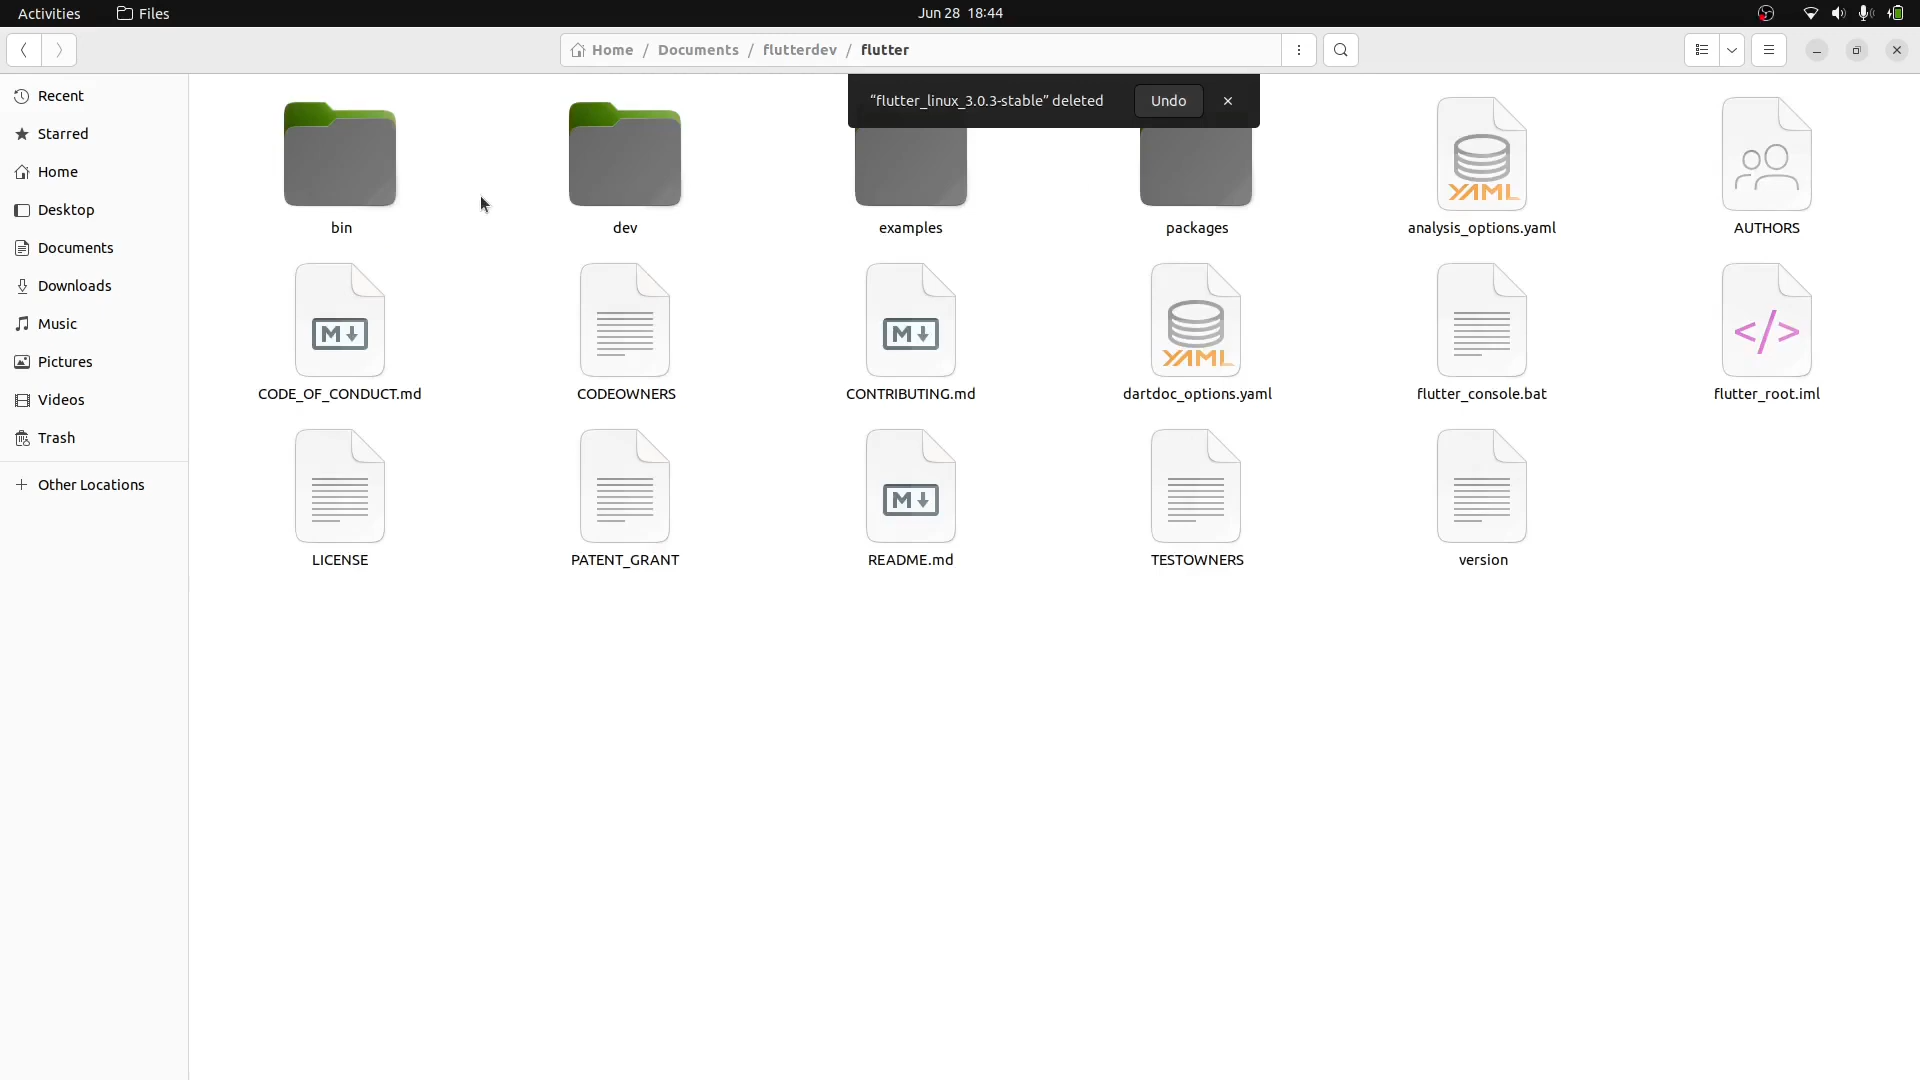 Activities Files Jun 28 18:44
Home / Documents / flutterdev / flutter
Recent
Starred
Home
Desktop
Documents
Downloads
Music
Pictures
Videos
Trash
Other Locations
“flutter_linux_3.0.3-stable” deleted Undo
bin dev examples packages analysis_options.yaml AUTHORS
CODE_OF_CONDUCT.md CODEOWNERS CONTRIBUTING.md dartdoc_options.yaml flutter_console.bat flutter_root.iml
LICENSE PATENT_GRANT README.md TESTOWNERS version
YAML
M
M
YAML
</>
M